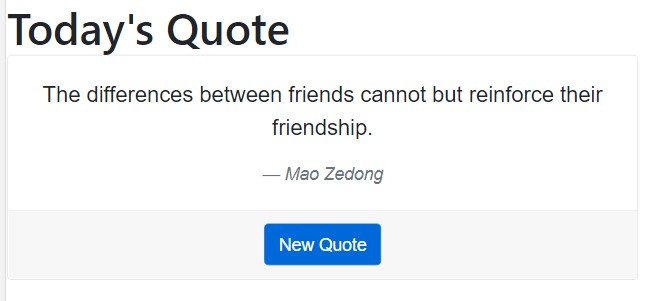 Today's Quote
The differences between friends cannot but reinforce their
friendship.
— Mao Zedong
New Quote